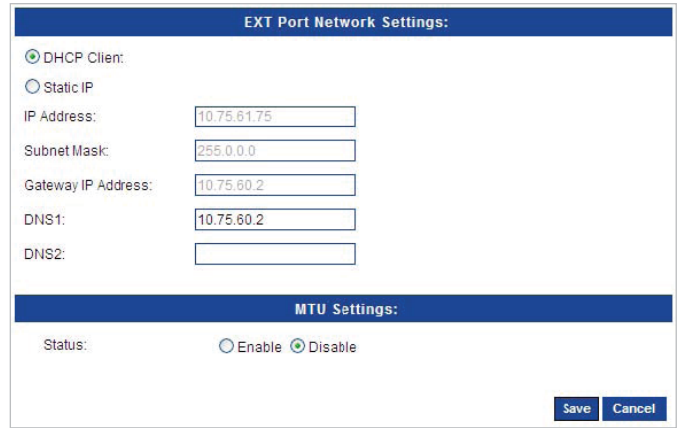 EXT Port Network Settings:
DHCP Client:
Static IP
IP Address: 10.75.61.75
Subnet Mask: 255.0.0.0
Gateway IP Address: 10.75.60.2
DNS1: 10.75.60.2
DNS2:
MTU Settings:
Status: Enable Disable
Save Cancel